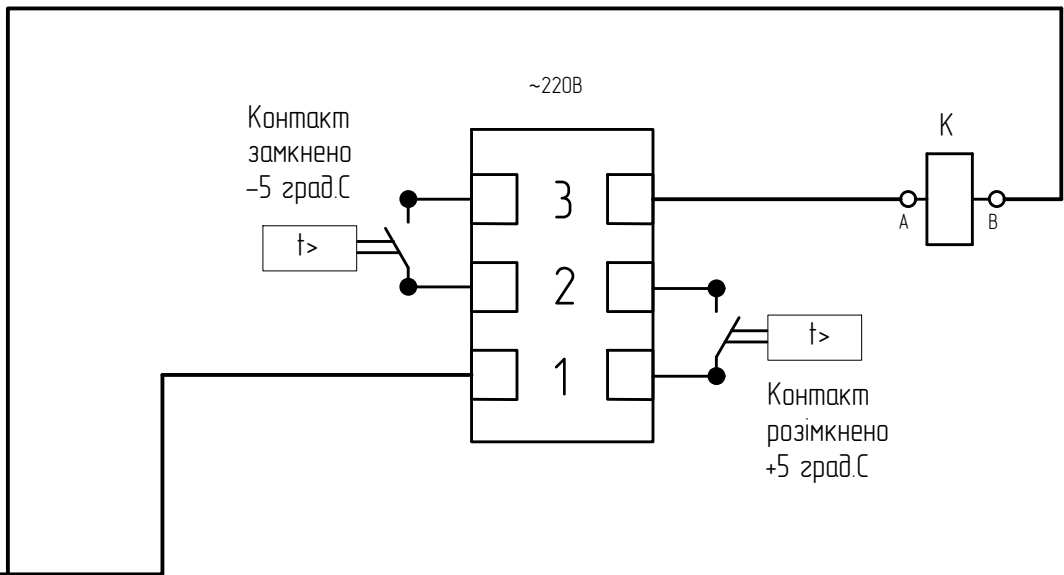 ~220В
Контакт
замкнено
-5 град.С
К
t>
3
А
В
2
t>
1
Контакт
розімкнено
+5 град.С